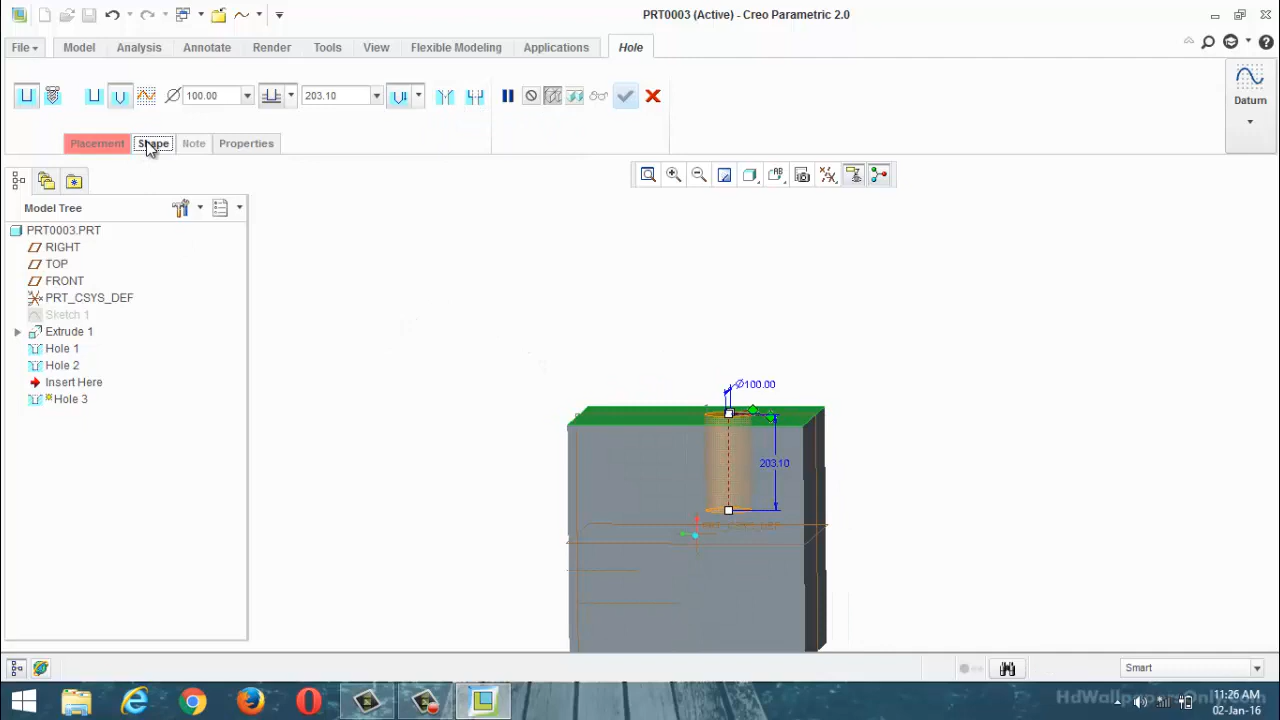 PRT0003 (Active) - Creo Parametric 2.0
File Model Analysis Annotate Render Tools View Flexible Modeling Applications Hole
100.00 203.10
Datum
Placement Shape Note Properties
Model Tree
PRT0003.PRT
RIGHT
TOP
FRONT
PRT_CSYS_DEF
Sketch 1
Extrude 1
Hole 1
Hole 2
Insert Here
Hole 3
Ø100.00
203.10
PRT_CSYS_DEF
Smart
HdWallpapersOnly.com
11:26 AM
02-Jan-16